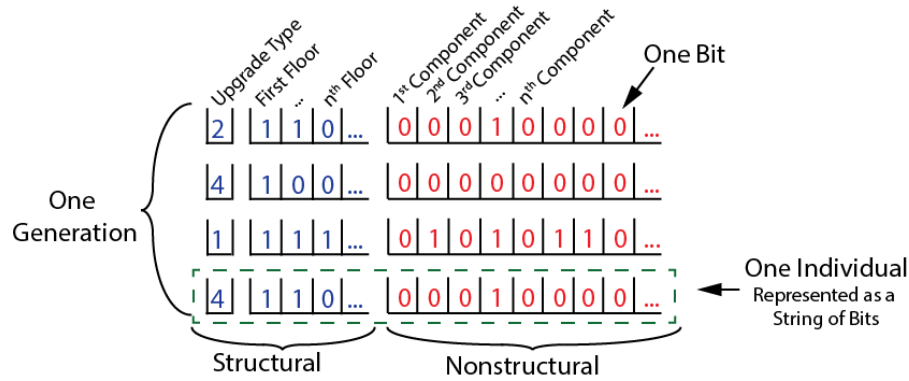 Upgrade Type
First Floor
...
nth Floor
1st Component
2nd Component
3rd Component
...
nth Component
One Bit
2 1 1 0 ... 0 0 0 1 0 0 0 0 ...
4 1 0 0 ... 0 0 0 0 0 0 0 0 ...
One
Generation
1 1 1 1 ... 0 1 0 1 0 1 1 0 ...
4 1 1 0 ... 0 0 0 1 0 0 0 0 ...
One Individual
Represented as a
String of Bits
Structural
Nonstructural